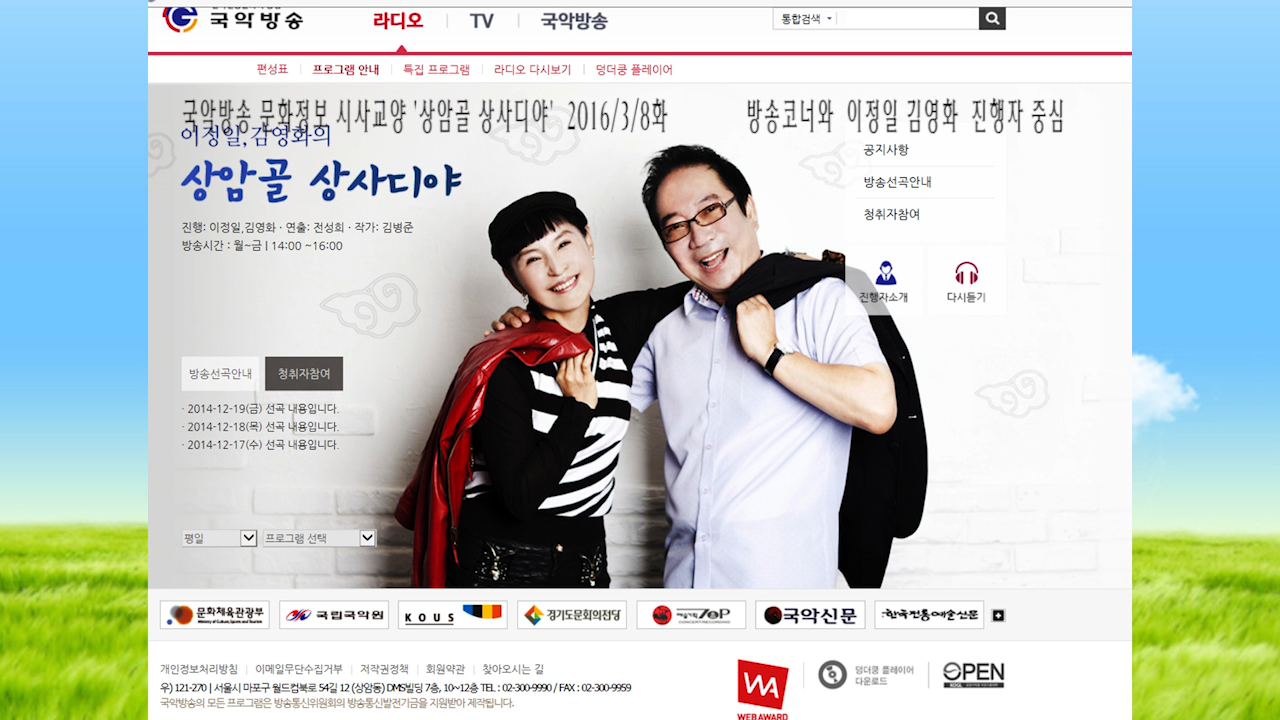 국악방송
라디오
TV
국악방송
통합검색
편성표
프로그램 안내
특집 프로그램
라디오 다시보기
덩더쿵 플레이어
국악방송 문화정보 시사교양 '상암골 상사디야' 2016/3/8화 방송코너와 이정일 김영화 진행자 중심
이정일,김영화의
상암골 상사디야
진행: 이정일,김영화 · 연출: 전성희 · 작가: 김병준
방송시간 : 월~금 | 14:00 ~16:00
공지사항
방송선곡안내
청취자참여
진행자소개
다시듣기
방송선곡안내
청취자참여
· 2014-12-19(금) 선곡 내용입니다.
· 2014-12-18(목) 선곡 내용입니다.
· 2014-12-17(수) 선곡 내용입니다.
평일
프로그램 선택
문화체육관광부
Ministry of Culture, Sports and Tourism
국립국악원
KOUS
경기도문화의전당
국악신문
한국전통예술신문
개인정보처리방침 | 이메일무단수집거부 | 저작권정책 | 회원약관 | 찾아오시는 길
우) 121-270 | 서울시 마포구 월드컵북로 54길 12 (상암동) DMS빌딩 7층, 10~12층 TEL : 02-300-9990 / FAX : 02-300-9959
국악방송의 모든 프로그램은 방송통신위원회의 방송통신발전기금을 지원받아 제작됩니다.
WA
WEB AWARD
덩더쿵 플레이어
다운로드
OPEN